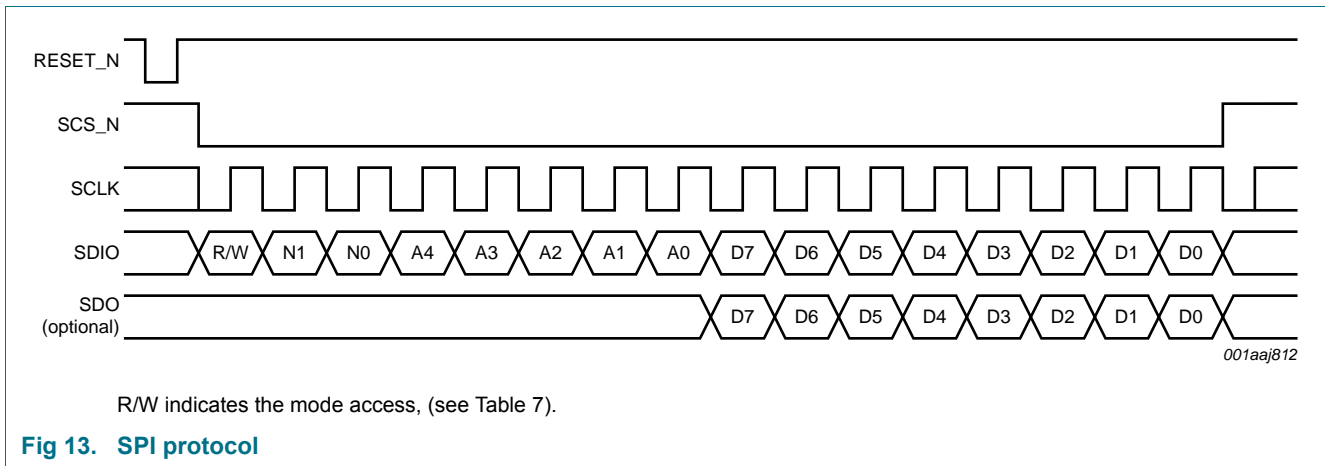 RESET_N
SCS_N
SCLK
SDIO R/W N1 N0 A4 A3 A2 A1 A0 D7 D6 D5 D4 D3 D2 D1 D0
SDO
(optional) D7 D6 D5 D4 D3 D2 D1 D0
001aaj812
R/W indicates the mode access, (see Table 7).
Fig 13. SPI protocol